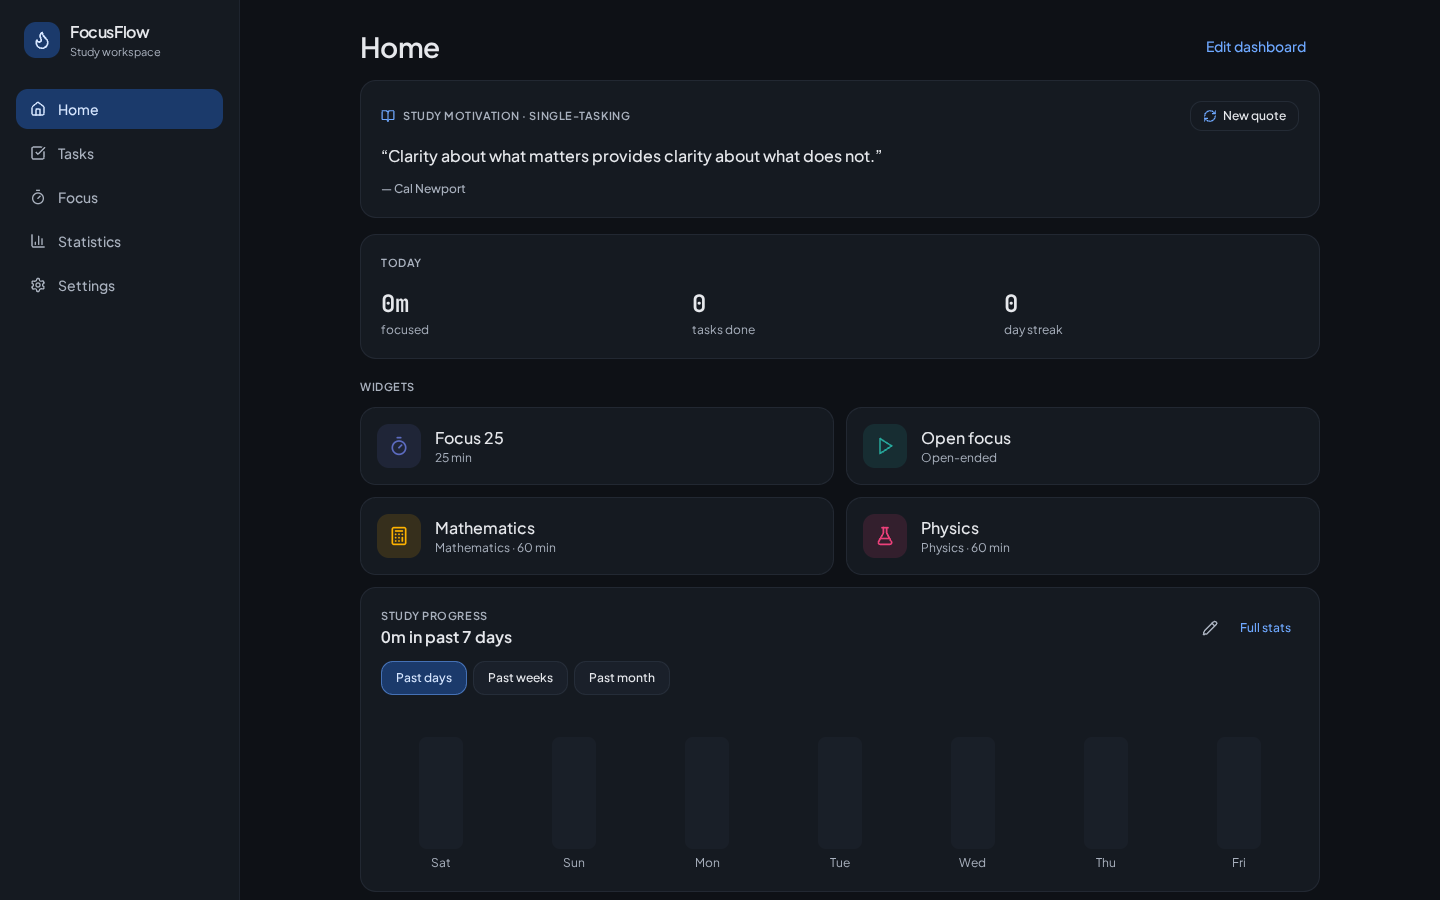 FocusFlow
Study workspace
Home
Tasks
Focus
Statistics
Settings
Home
Edit dashboard
STUDY MOTIVATION · SINGLE-TASKING
New quote
“Clarity about what matters provides clarity about what does not.”
— Cal Newport
TODAY
0m
0
0
focused
tasks done
day streak
WIDGETS
Focus 25
25 min
Open focus
Open-ended
Mathematics
Mathematics · 60 min
Physics
Physics · 60 min
STUDY PROGRESS
0m in past 7 days
Full stats
Past days
Past weeks
Past month
Sat
Sun
Mon
Tue
Wed
Thu
Fri